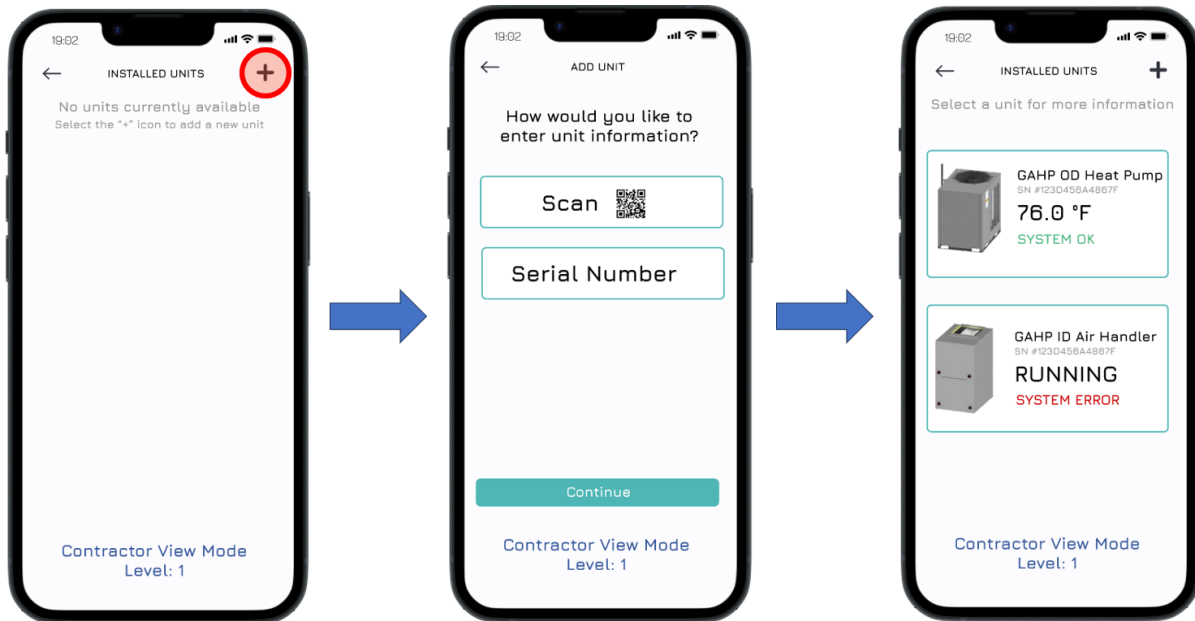 19:02
INSTALLED UNITS
No units currently available
Select the "+" icon to add a new unit
Contractor View Mode
Level: 1
19:02
ADD UNIT
How would you like to
enter unit information?
Scan
Serial Number
Continue
Contractor View Mode
Level: 1
19:02
INSTALLED UNITS
Select a unit for more information
GAHP OD Heat Pump
SN #123D456A4867F
76.0 °F
SYSTEM OK
GAHP ID Air Handler
SN #123D456A4867F
RUNNING
SYSTEM ERROR
Contractor View Mode
Level: 1